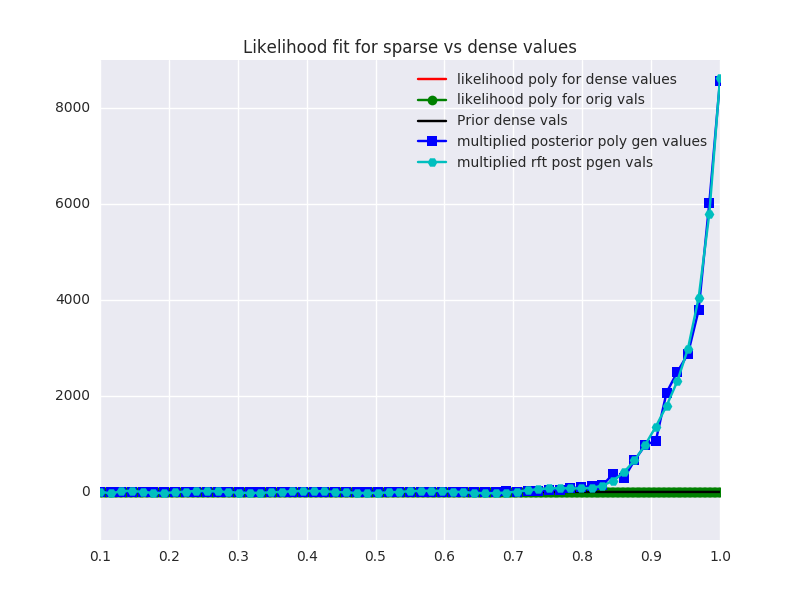 Likelihood fit for sparse vs dense values
likelihood poly for dense values
likelihood poly for orig vals
Prior dense vals
multiplied posterior poly gen values
multiplied rft post pgen vals
8000
6000
4000
2000
0
0.1 0.2 0.3 0.4 0.5 0.6 0.7 0.8 0.9 1.0